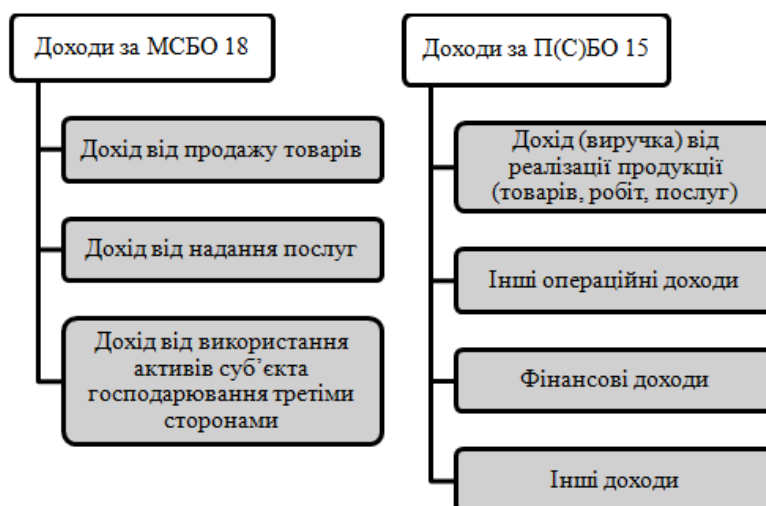 Доходи за МСБО 18
Дохід від продажу товарів
Дохід від надання послуг
Дохід від використання
активів суб’єкта
господарювання третіми
сторонами
Доходи за П(С)БО 15
Дохід (виручка) від
реалізації продукції
(товарів, робіт, послуг)
Інші операційні доходи
Фінансові доходи
Інші доходи